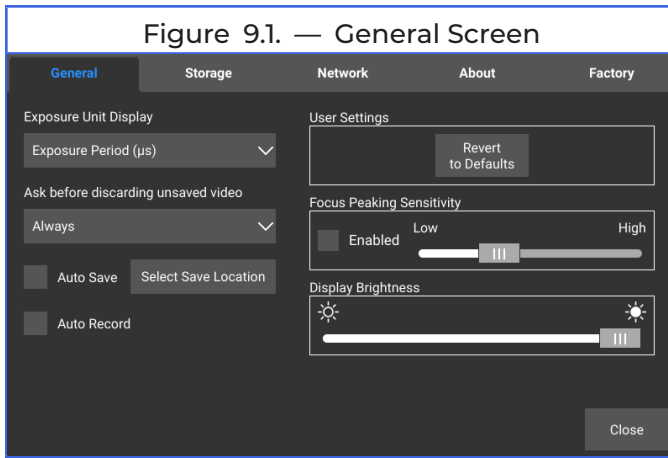 Figure 9.1. — General Screen
General Storage Network About Factory
Exposure Unit Display
Exposure Period (µs)
Ask before discarding unsaved video
Always
Auto Save Select Save Location
Auto Record
User Settings
Revert
to Defaults
Focus Peaking Sensitivity
Enabled Low High
Display Brightness
Close